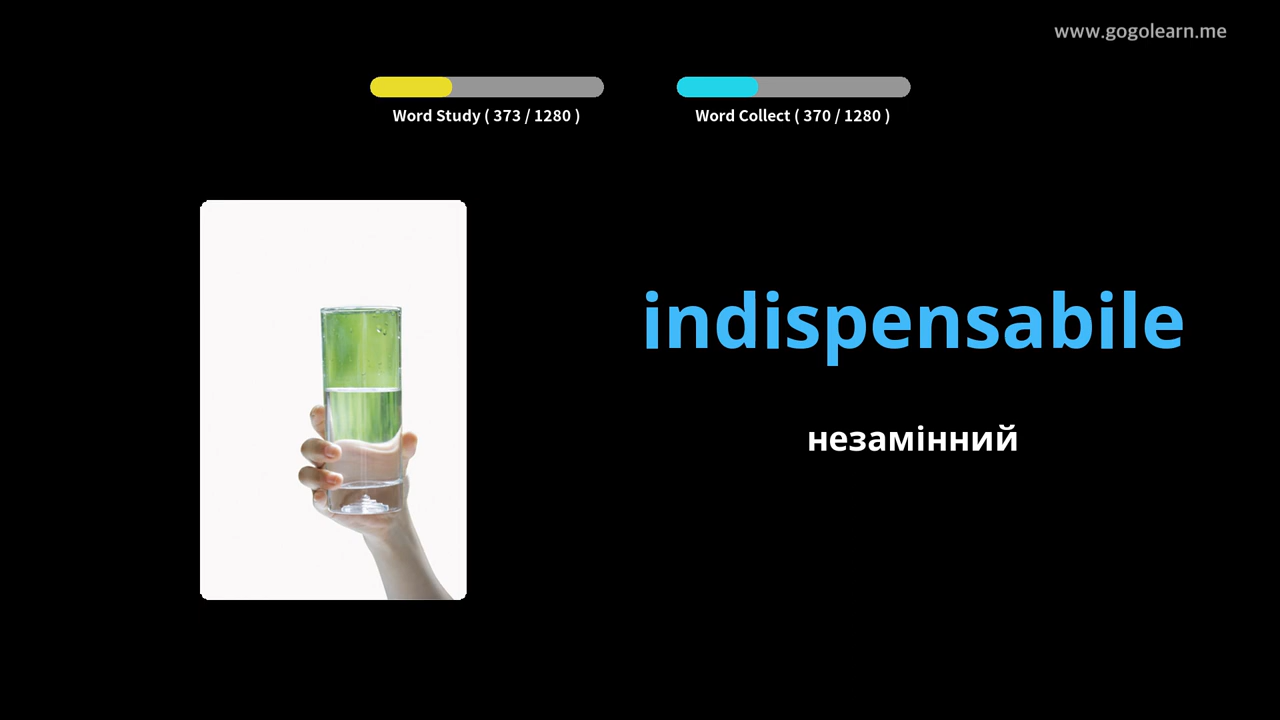 www.gogolearn.me
Word Study ( 373 / 1280 )
Word Collect ( 370 / 1280 )
indispensabile
незамінний